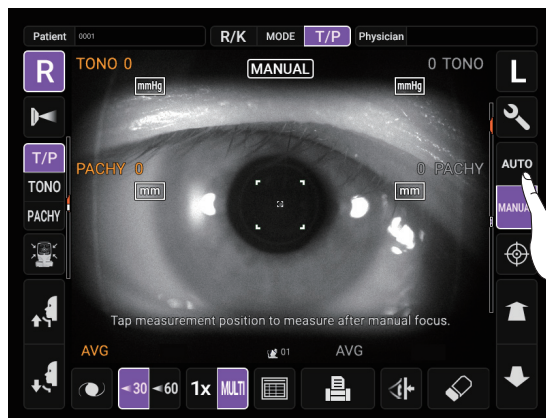 Patient 0001 R/K MODE T/P Physician
R TONO 0 MANUAL 0 TONO L
mmHg mmHg
T/P AUTO
PACHY 0 0 PACHY
TONO mm mm
PACHY MANUA
Tap measurement position to measure after manual focus.
AVG 01 AVG
30 60 1x MULTI